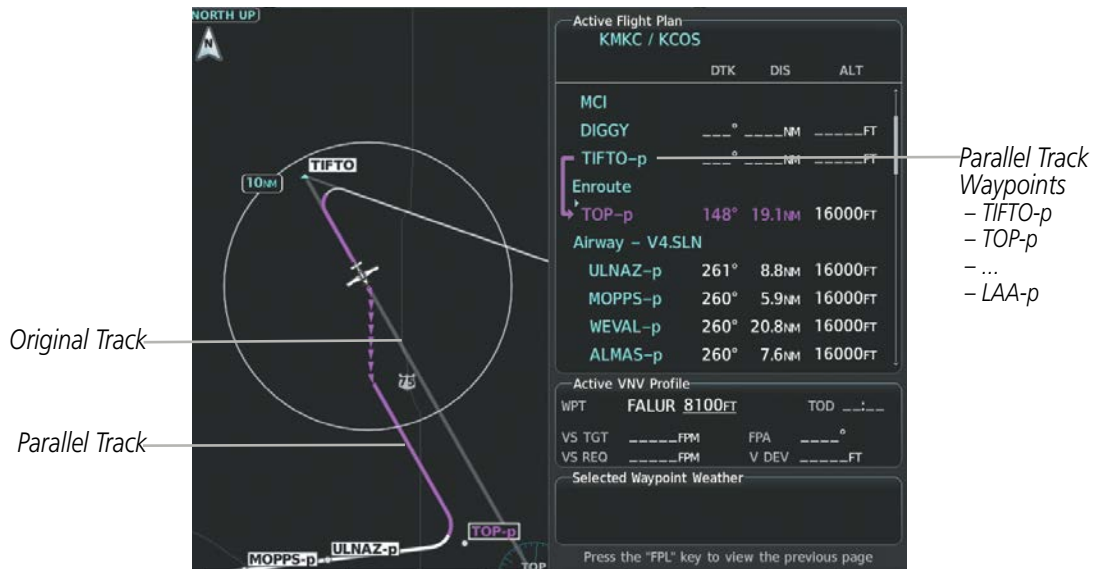 NORTH UP
N
TIFTO
10NM
75
TOP-p
ULNAZ-p
MOPPS-p
TOP
Original Track
Parallel Track
Active Flight Plan
KMKC / KCOS
DTK DIS ALT
MCI
DIGGY ___° ____NM _____FT
TIFTO-p ___° ____NM _____FT
Enroute
TOP-p 148° 19.1NM 16000FT
Airway – V4.SLN
ULNAZ-p 261° 8.8NM 16000FT
MOPPS-p 260° 5.9NM 16000FT
WEVAL-p 260° 20.8NM 16000FT
ALMAS-p 260° 7.6NM 16000FT
Active VNV Profile
WPT FALUR 8100FT TOD __:__
VS TGT _____FPM FPA ____°
VS REQ _____FPM V DEV _____FT
Selected Waypoint Weather
Press the "FPL" key to view the previous page
Parallel Track
Waypoints
– TIFTO-p
– TOP-p
– ...
– LAA-p